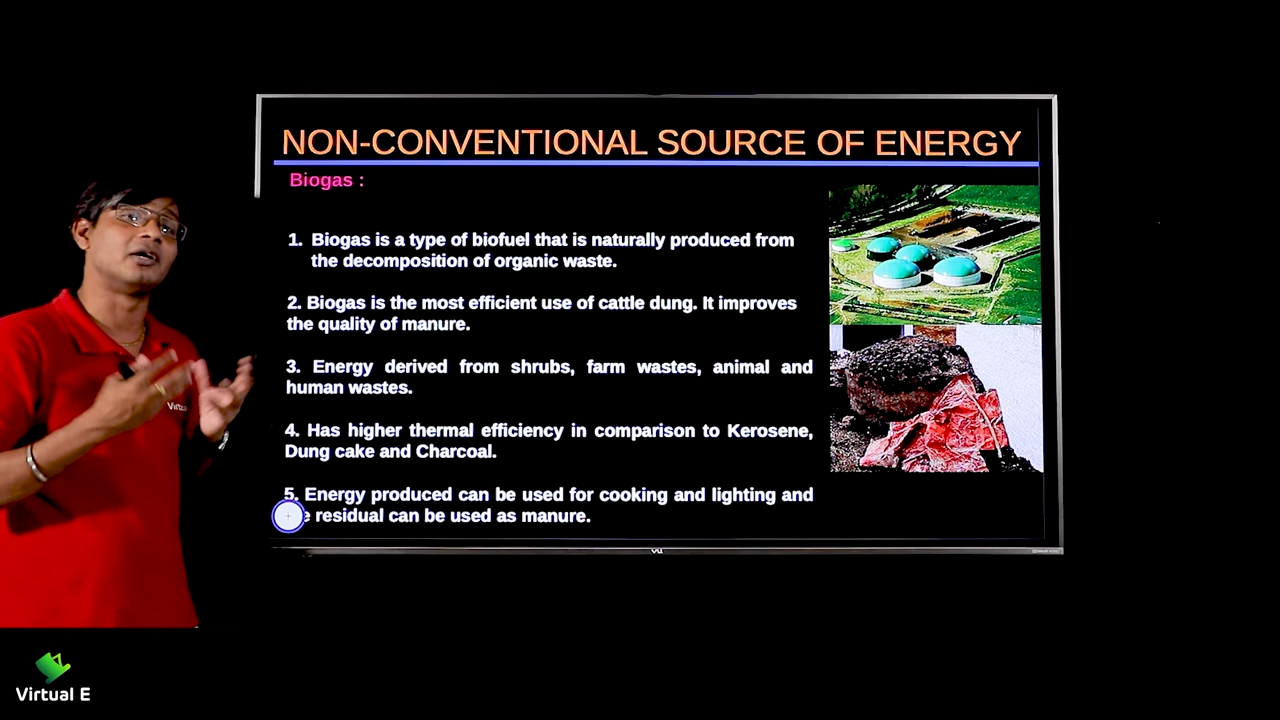 NON-CONVENTIONAL SOURCE OF ENERGY
Biogas :
1. Biogas is a type of biofuel that is naturally produced from
the decomposition of organic waste.
2. Biogas is the most efficient use of cattle dung. It improves
the quality of manure.
3. Energy derived from shrubs, farm wastes, animal and
human wastes.
4. Has higher thermal efficiency in comparison to Kerosene,
Dung cake and Charcoal.
5. Energy produced can be used for cooking and lighting and
residual can be used as manure.
Virtual E